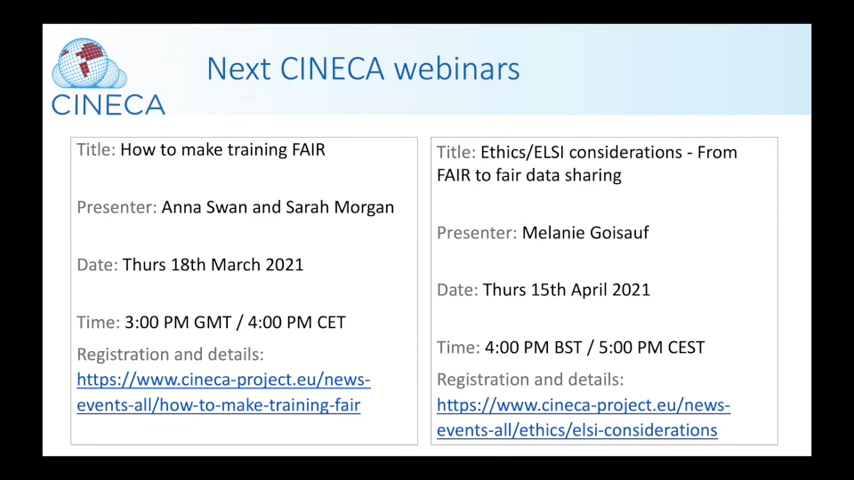 CINECA
Next CINECA webinars
Title: How to make training FAIR
Presenter: Anna Swan and Sarah Morgan
Date: Thurs 18th March 2021
Time: 3:00 PM GMT / 4:00 PM CET
Registration and details:
https://www.cineca-project.eu/news-
events-all/how-to-make-training-fair
Title: Ethics/ELSI considerations - From
FAIR to fair data sharing
Presenter: Melanie Goisauf
Date: Thurs 15th April 2021
Time: 4:00 PM BST / 5:00 PM CEST
Registration and details:
https://www.cineca-project.eu/news-
events-all/ethics/elsi-considerations